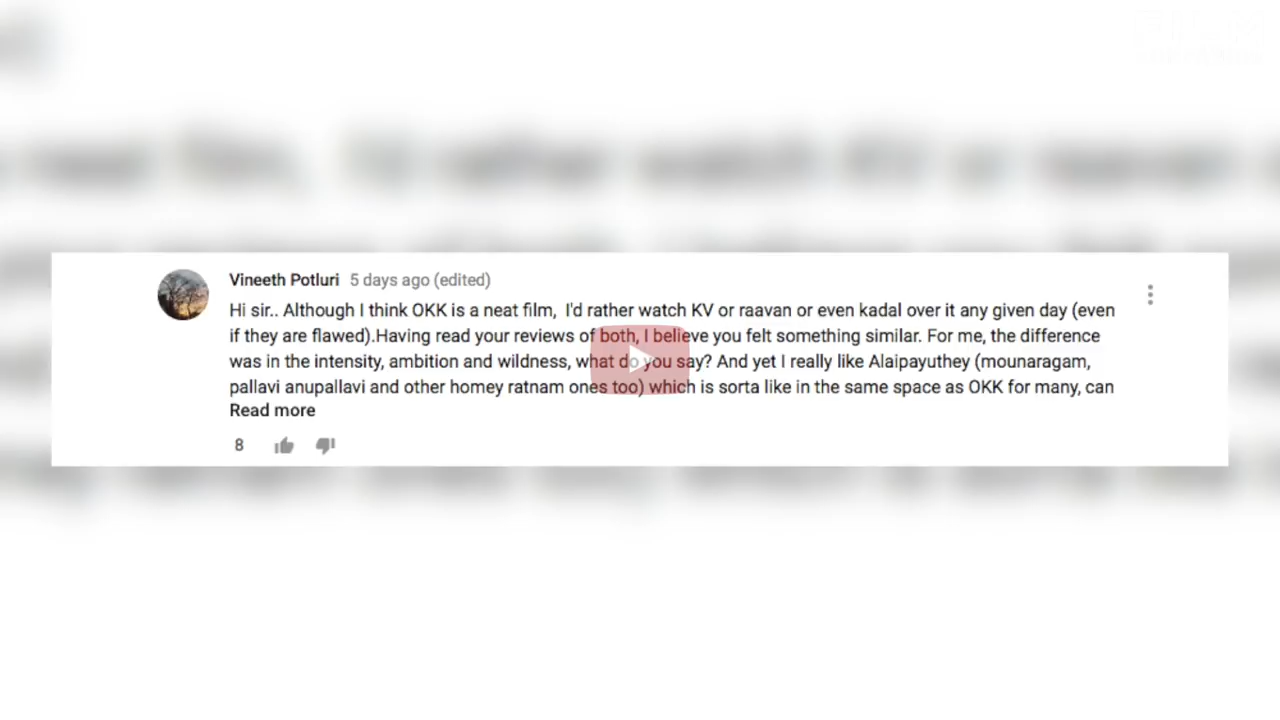 Vineeth Potluri 5 days ago (edited)
Hi sir.. Although I think OKK is a neat film, I'd rather watch KV or raavan or even kadal over it any given day (even
if they are flawed).Having read your reviews of both, I believe you felt something similar. For me, the difference
was in the intensity, ambition and wildness, what do you say? And yet I really like Alaipayuthey (mounaragam,
pallavi anupallavi and other homey ratnam ones too) which is sorta like in the same space as OKK for many, can
Read more
8